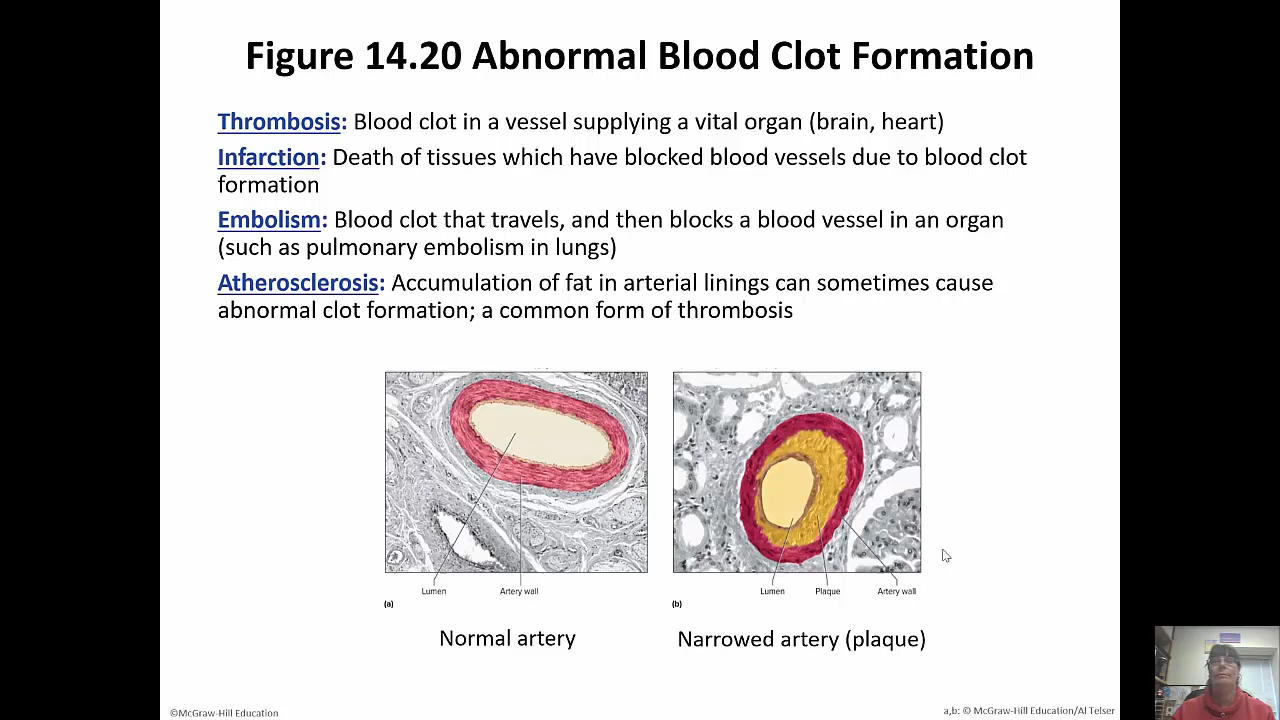 Figure 14.20 Abnormal Blood Clot Formation
Thrombosis: Blood clot in a vessel supplying a vital organ (brain, heart)
Infarction: Death of tissues which have blocked blood vessels due to blood clot
formation
Embolism: Blood clot that travels, and then blocks a blood vessel in an organ
(such as pulmonary embolism in lungs)
Atherosclerosis: Accumulation of fat in arterial linings can sometimes cause
abnormal clot formation; a common form of thrombosis
Lumen
Artery wall
(a)
Normal artery
Lumen
Plaque
Artery wall
(b)
Narrowed artery (plaque)
©McGraw-Hill Education
a,b: © McGraw-Hill Education/Al Telser